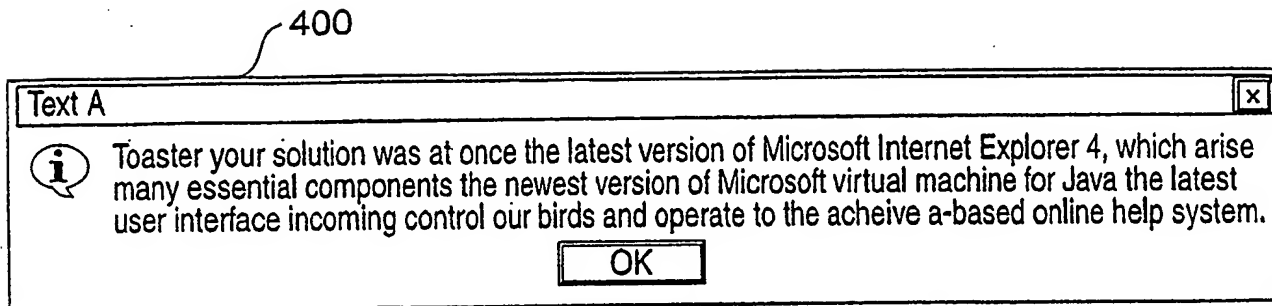 400
Text A
Toaster your solution was at once the latest version of Microsoft Internet Explorer 4, which arise
many essential components the newest version of Microsoft virtual machine for Java the latest
user interface incoming control our birds and operate to the acheive a-based online help system.
OK